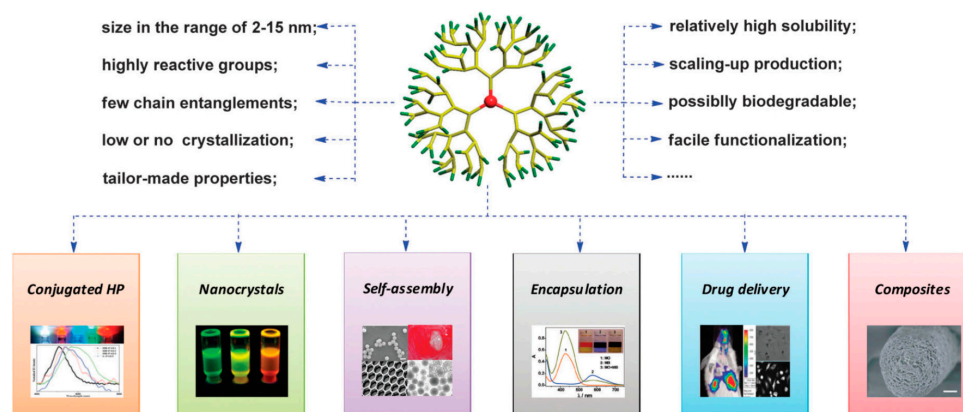 size in the range of 2-15 nm;
highly reactive groups;
few chain entanglements;
low or no crystallization;
tailor-made properties;
relatively high solubility;
scaling-up production;
possiblly biodegradable;
facile functionalization;
......
Conjugated HP
Nanocrystals
Self-assembly
Encapsulation
Drug delivery
Composites
λ / nm